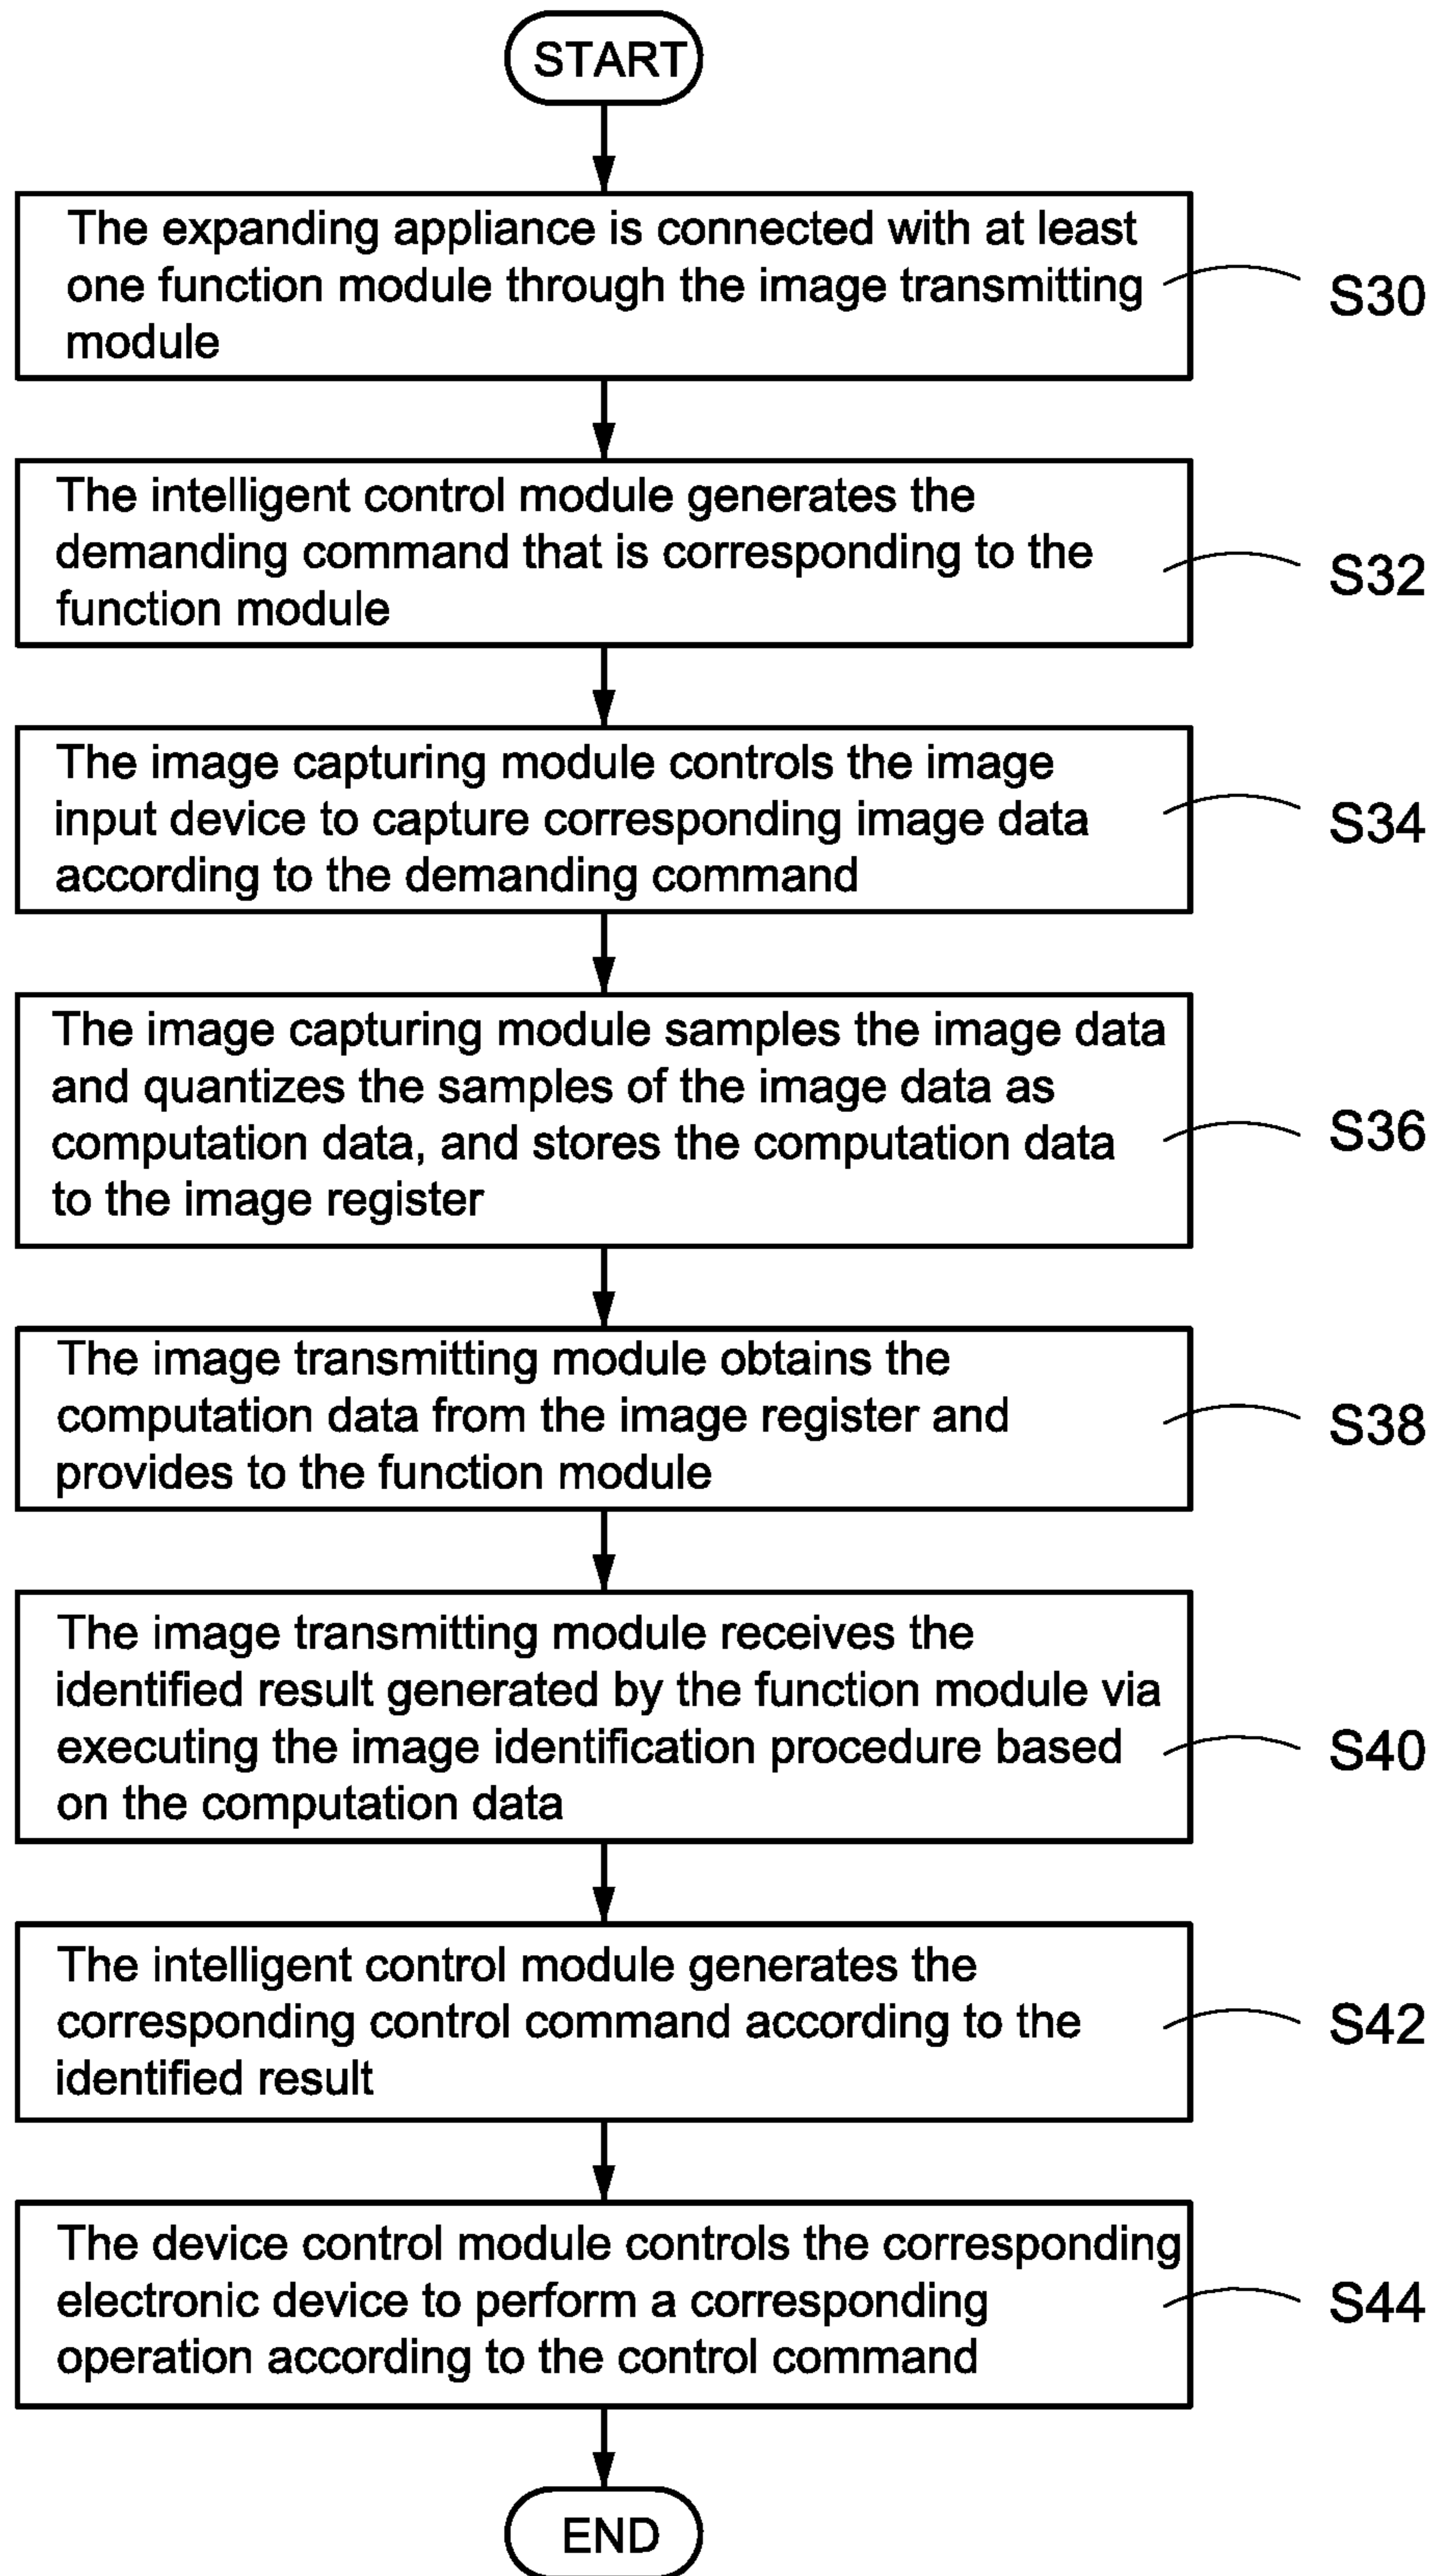 START
The expanding appliance is connected with at least
one function module through the image transmitting
module
S30
The intelligent control module generates the
demanding command that is corresponding to the
function module
S32
The image capturing module controls the image
input device to capture corresponding image data
according to the demanding command
S34
The image capturing module samples the image data
and quantizes the samples of the image data as
computation data, and stores the computation data
to the image register
S36
The image transmitting module obtains the
computation data from the image register and
provides to the function module
S38
The image transmitting module receives the
identified result generated by the function module via
executing the image identification procedure based
on the computation data
S40
The intelligent control module generates the
corresponding control command according to the
identified result
S42
The device control module controls the corresponding
electronic device to perform a corresponding
operation according to the control command
S44
END